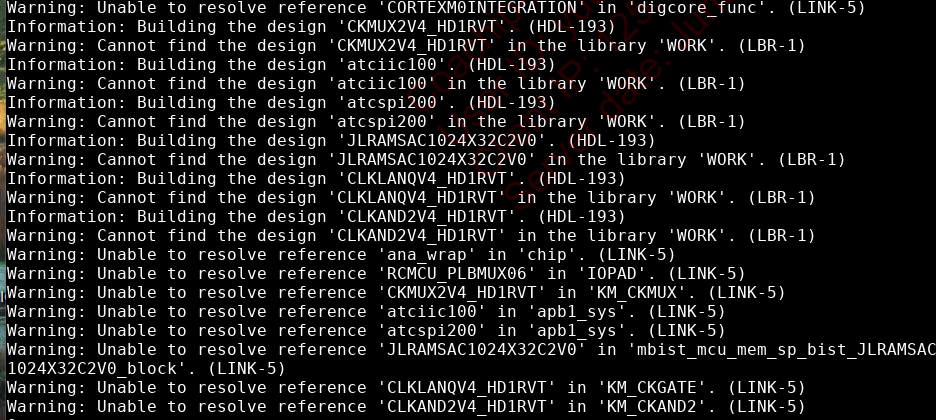 Warning: Unable to resolve reference 'CORTEXM0INTEGRATION' in 'digcore_func'. (LINK-5)
Information: Building the design 'CKMUX2V4_HD1RVT'. (HDL-193)
Warning: Cannot find the design 'CKMUX2V4_HD1RVT' in the library 'WORK'. (LBR-1)
Information: Building the design 'atciic100'. (HDL-193)
Warning: Cannot find the design 'atciic100' in the library 'WORK'. (LBR-1)
Information: Building the design 'atcspi200'. (HDL-193)
Warning: Cannot find the design 'atcspi200' in the library 'WORK'. (LBR-1)
Information: Building the design 'JLRAMSAC1024X32C2V0'. (HDL-193)
Warning: Cannot find the design 'JLRAMSAC1024X32C2V0' in the library 'WORK'. (LBR-1)
Information: Building the design 'CLKLANQV4_HD1RVT'. (HDL-193)
Warning: Cannot find the design 'CLKLANQV4_HD1RVT' in the library 'WORK'. (LBR-1)
Information: Building the design 'CLKAND2V4_HD1RVT'. (HDL-193)
Warning: Cannot find the design 'CLKAND2V4_HD1RVT' in the library 'WORK'. (LBR-1)
Warning: Unable to resolve reference 'ana_wrap' in 'chip'. (LINK-5)
Warning: Unable to resolve reference 'RCMCU_PLBMUX06' in 'IOPAD'. (LINK-5)
Warning: Unable to resolve reference 'CKMUX2V4_HD1RVT' in 'KM_CKMUX'. (LINK-5)
Warning: Unable to resolve reference 'atciic100' in 'apb1_sys'. (LINK-5)
Warning: Unable to resolve reference 'atcspi200' in 'apb1_sys'. (LINK-5)
Warning: Unable to resolve reference 'JLRAMSAC1024X32C2V0' in 'mbist_mcu_mem_sp_bist_JLRAMSAC
1024X32C2V0_block'. (LINK-5)
Warning: Unable to resolve reference 'CLKLANQV4_HD1RVT' in 'KM_CKGATE'. (LINK-5)
Warning: Unable to resolve reference 'CLKAND2V4_HD1RVT' in 'KM_CKAND2'. (LINK-5)